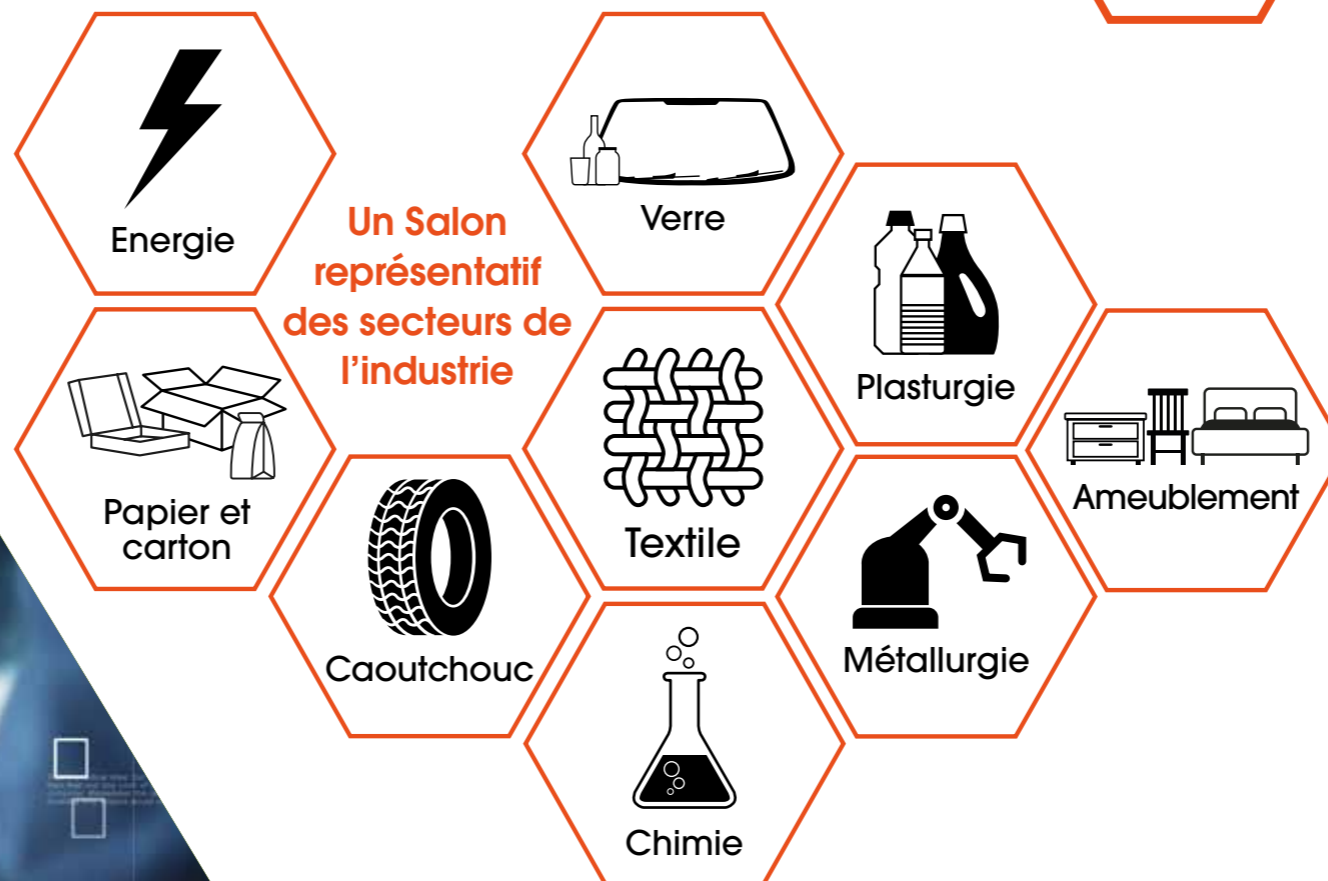 Energie
Un Salon
représentatif
des secteurs de
l'industrie
Verre
Plasturgie
Papier et
carton
Textile
Ameublement
Caoutchouc
Métallurgie
Chimie